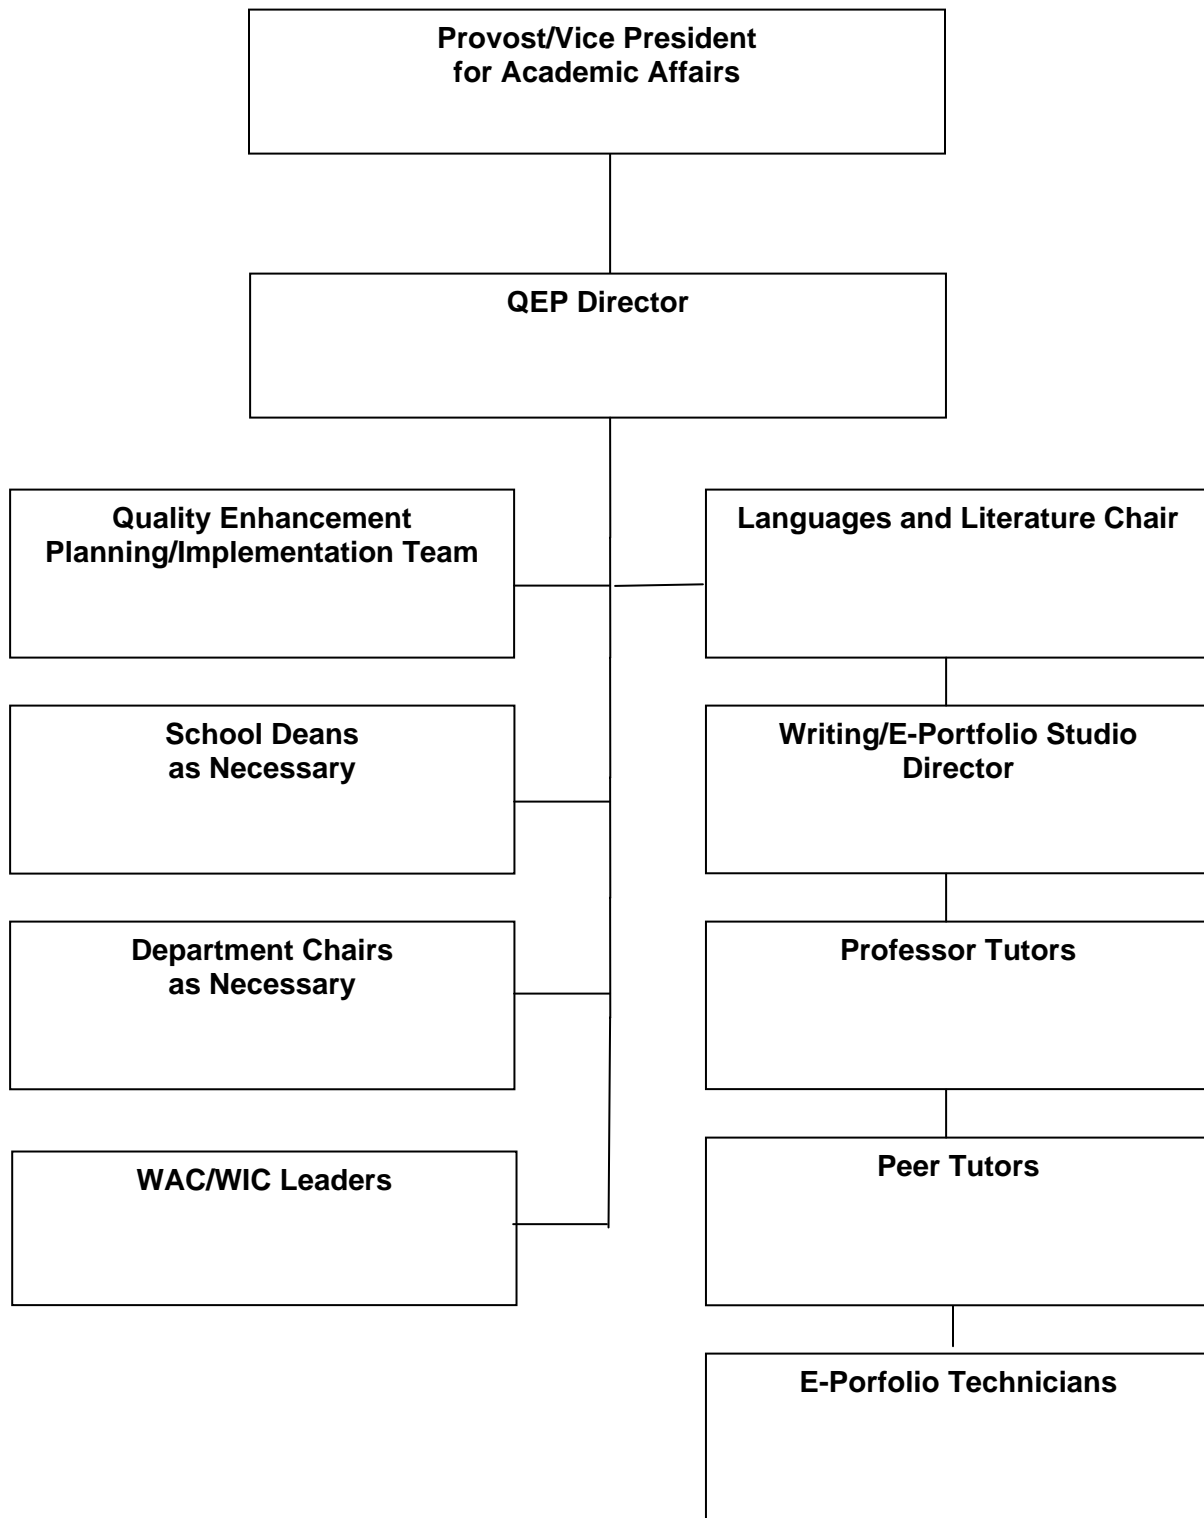 Provost/Vice President
for Academic Affairs
QEP Director
Quality Enhancement
Planning/Implementation Team
Languages and Literature Chair
School Deans
as Necessary
Writing/E-Portfolio Studio
Director
Department Chairs
as Necessary
Professor Tutors
WAC/WIC Leaders
Peer Tutors
E-Porfolio Technicians